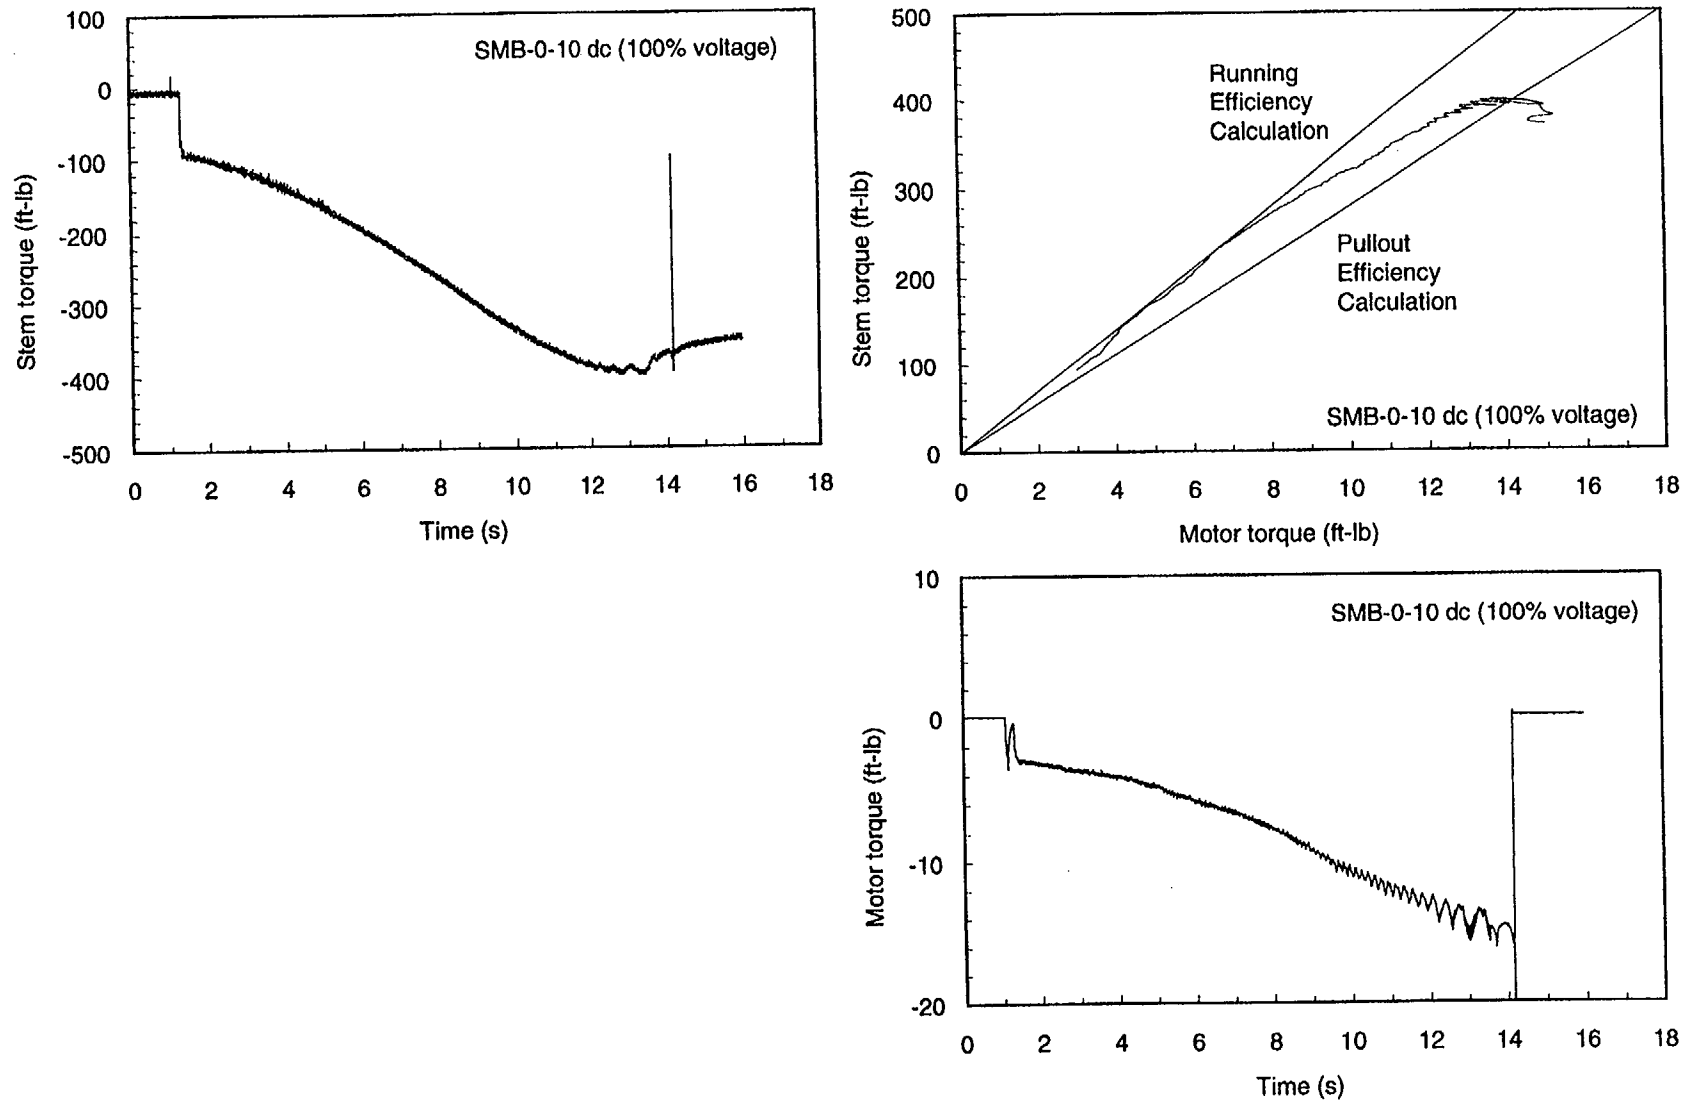 SMB-0-10 dc (100% voltage)
100
0
-100
-200
-300
-400
-500
Stem torque (ft-lb)
0 2 4 6 8 10 12 14 16 18
Time (s)
500
400
300
200
100
0
Stem torque (ft-lb)
Running
Efficiency
Calculation
Pullout
Efficiency
Calculation
SMB-0-10 dc (100% voltage)
0 2 4 6 8 10 12 14 16 18
Motor torque (ft-lb)
10
0
-10
-20
Motor torque (ft-lb)
SMB-0-10 dc (100% voltage)
0 2 4 6 8 10 12 14 16 18
Time (s)